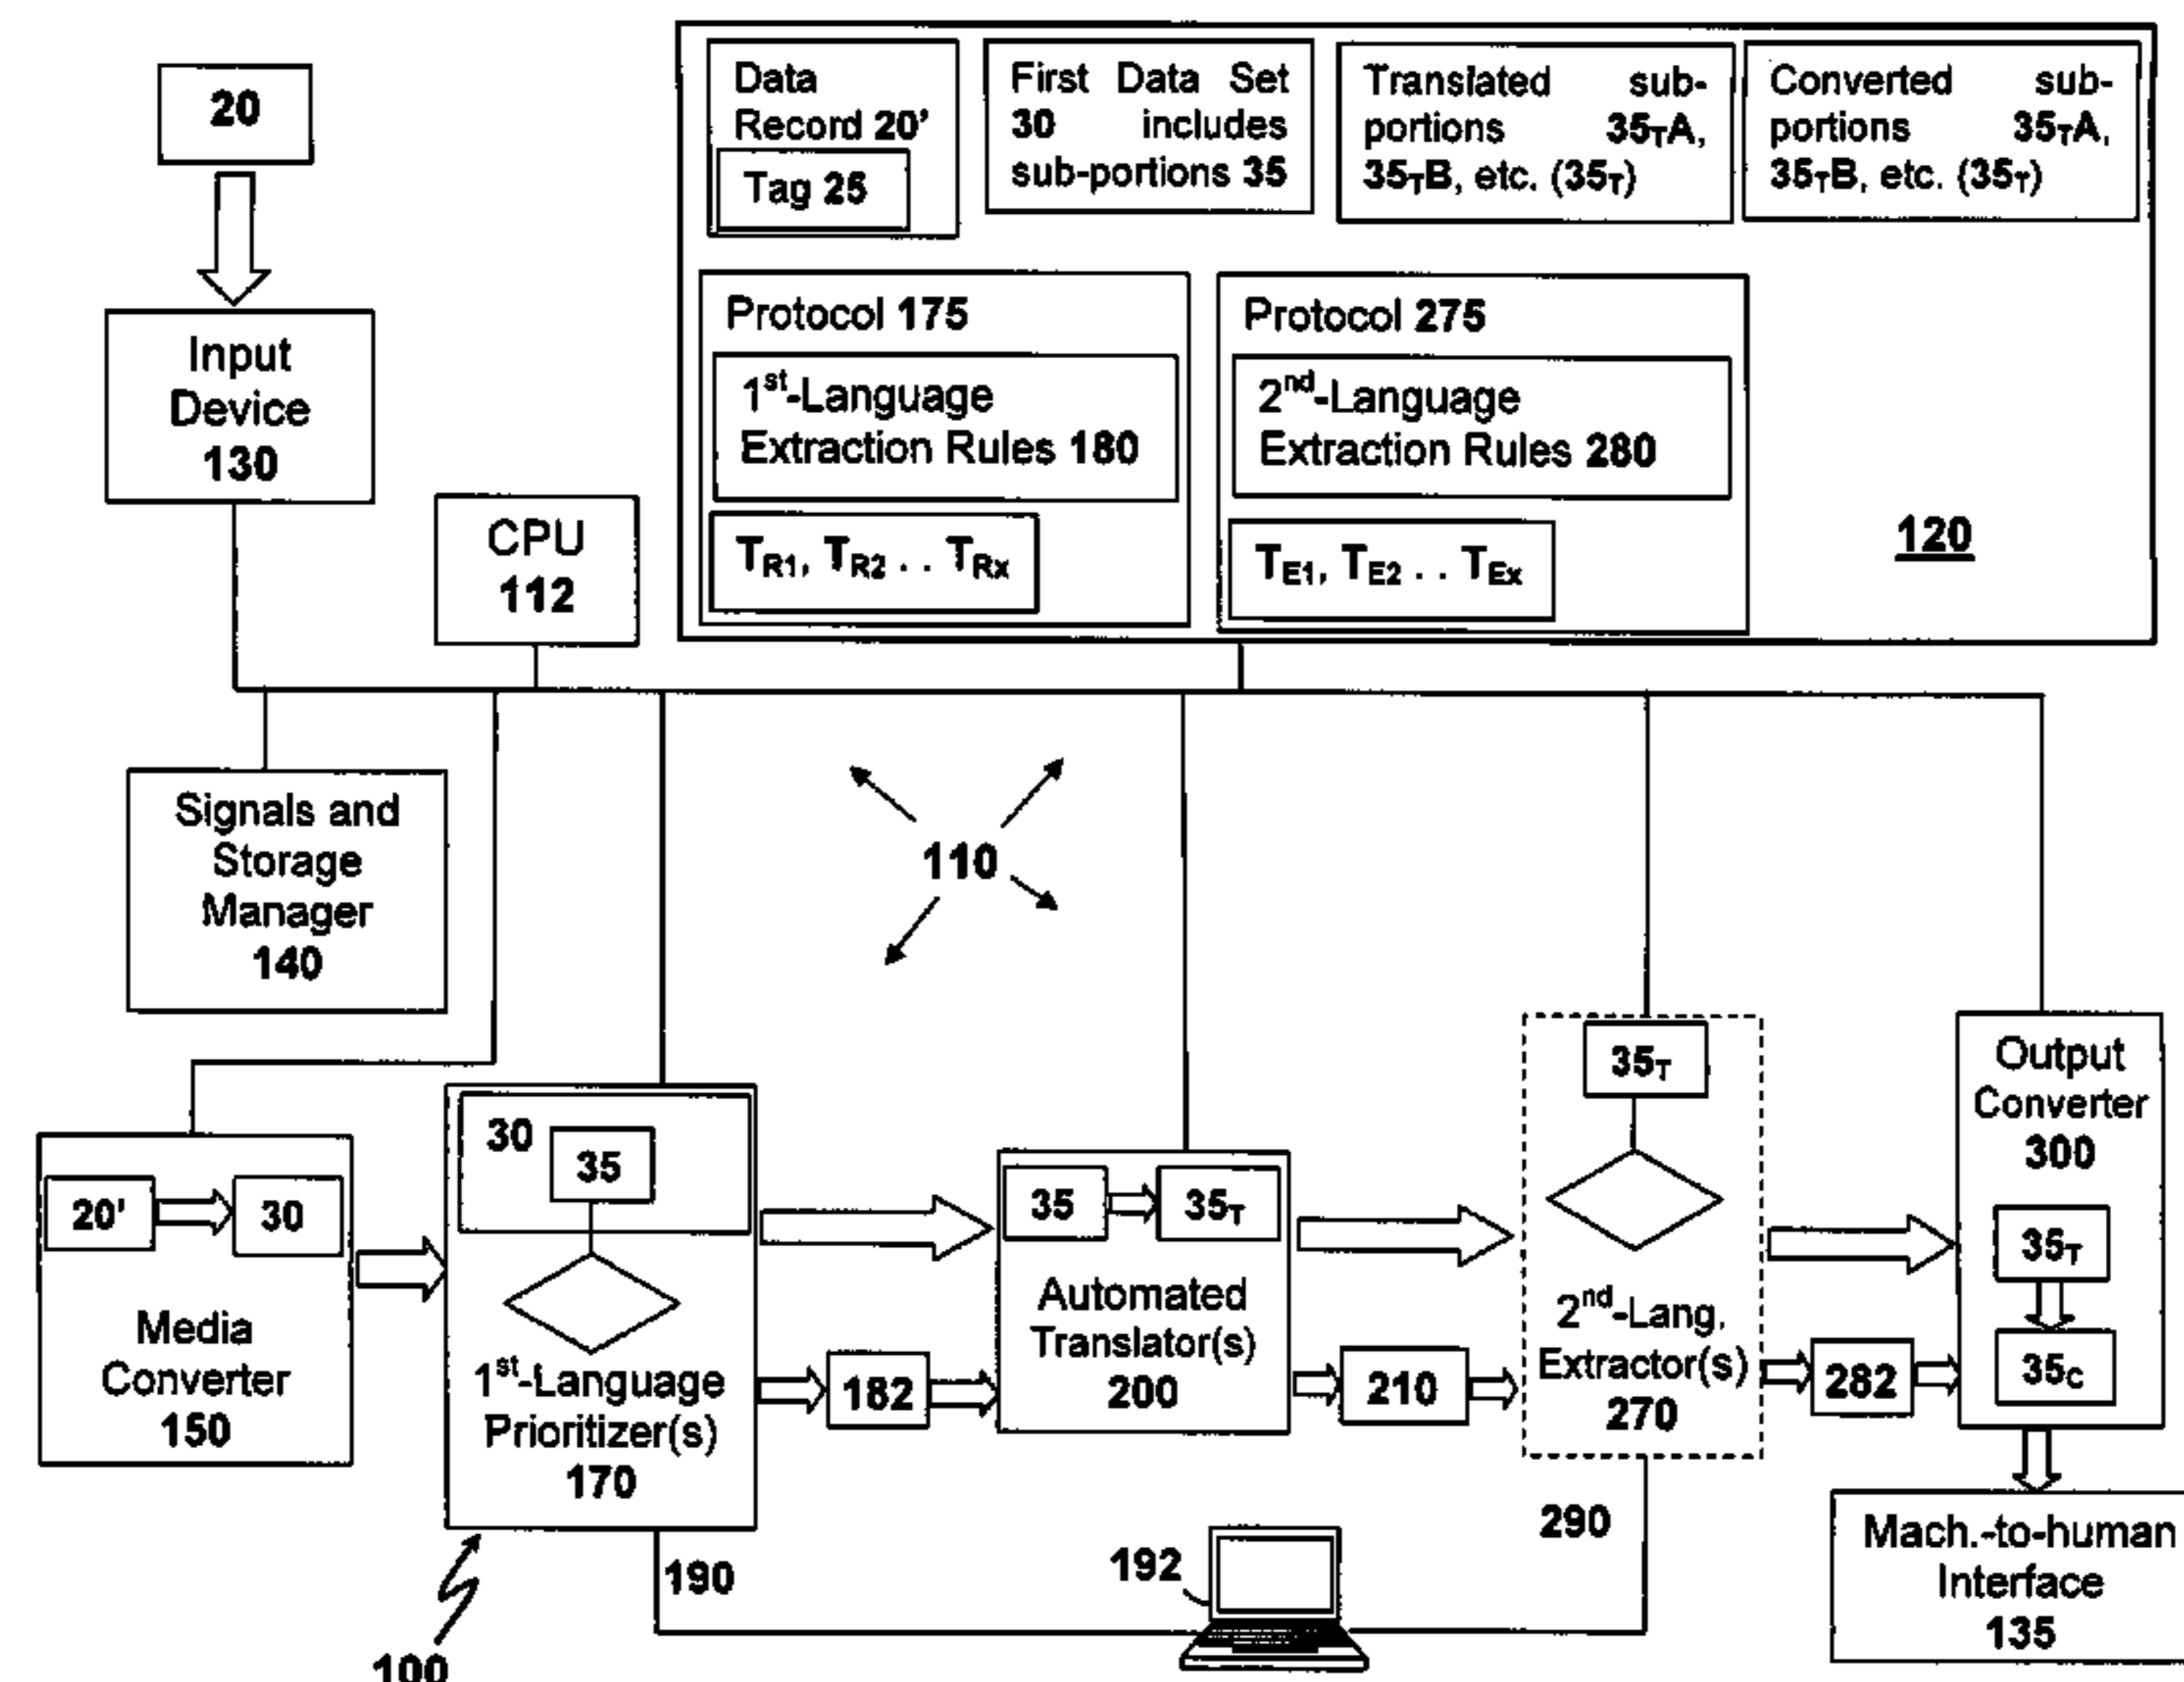 20
Input
Device
130
CPU
112
Data
Record 20'
Tag 25
First Data Set
30 includes
sub-portions 35
Translated sub-
portions 35TA,
35TB, etc. (35T)
Converted sub-
portions 35TA,
35TB, etc. (35T)
Protocol 175
1st-Language
Extraction Rules 180
TR1, TR2 . . TRx
Protocol 275
2nd-Language
Extraction Rules 280
TE1, TE2 . . TEx
120
Signals and
Storage
Manager
140
110
20'
30
Media
Converter
150
30
35
1st-Language
Prioritizer(s)
170
182
35
35T
Automated
Translator(s)
200
210
35T
2nd-Lang.
Extractor(s)
270
282
Output
Converter
300
35T
35C
Mach.-to-human
Interface
135
100
190
192
290